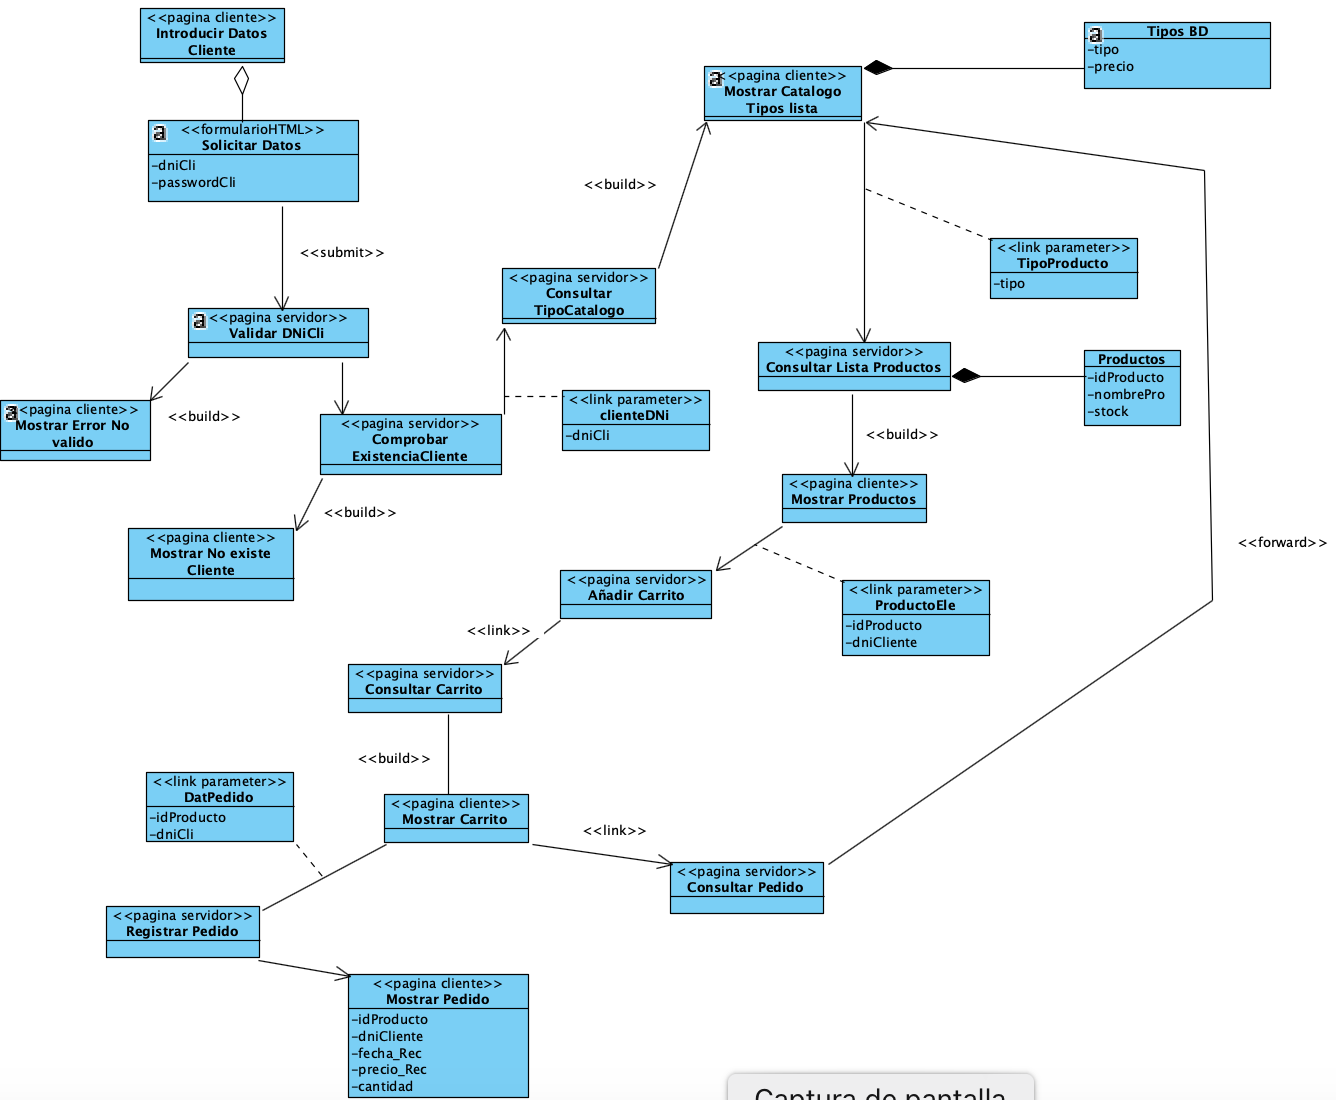 <<pagina cliente>>
Introducir Datos
Cliente
<<formularioHTML>>
Solicitar Datos
-dniCli
-passwordCli
<<submit>>
<<pagina servidor>>
Validar DNiCli
<<build>>
<<pagina cliente>>
Mostrar Error No
valido
<<pagina servidor>>
Comprobar
ExistenciaCliente
<<build>>
<<pagina cliente>>
Mostrar No existe
Cliente
<<link parameter>>
clienteDNi
-dniCli
<<pagina servidor>>
Consultar
TipoCatalogo
<<build>>
<<pagina cliente>>
Mostrar Catalogo
Tipos lista
Tipos BD
-tipo
-precio
<<link parameter>>
TipoProducto
-tipo
<<pagina servidor>>
Consultar Lista Productos
Productos
-idProducto
-nombrePro
-stock
<<build>>
<<pagina cliente>>
Mostrar Productos
<<forward>>
<<link parameter>>
ProductoEle
-idProducto
-dniCliente
<<pagina servidor>>
Añadir Carrito
<<link>>
<<pagina servidor>>
Consultar Carrito
<<build>>
<<link parameter>>
DatPedido
-idProducto
-dniCli
<<pagina cliente>>
Mostrar Carrito
<<link>>
<<pagina servidor>>
Consultar Pedido
<<pagina servidor>>
Registrar Pedido
<<pagina cliente>>
Mostrar Pedido
-idProducto
-dniCliente
-fecha_Rec
-precio_Rec
-cantidad
Captura de pantalla